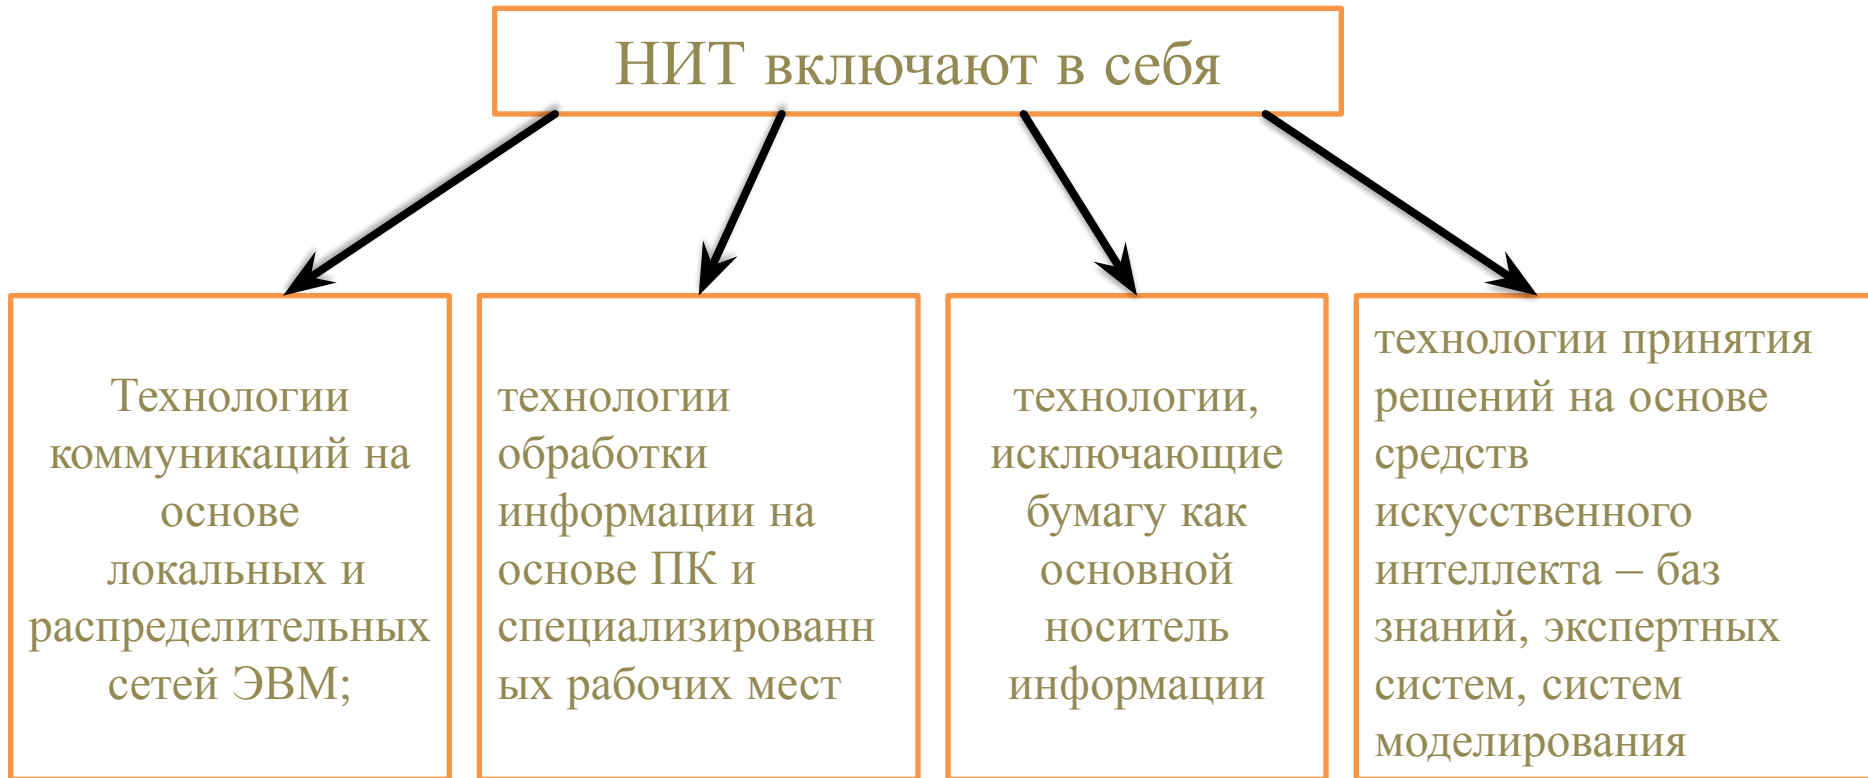 НИТ включают в себя
Технологии
коммуникаций на
основе
локальных и
распределительных
сетей ЭВМ;
технологии
обработки
информации на
основе ПК и
специализированн
ых рабочих мест
технологии,
исключающие
бумагу как
основной
носитель
информации
технологии принятия
решений на основе
средств
искусственного
интеллекта – баз
знаний, экспертных
систем, систем
моделирования